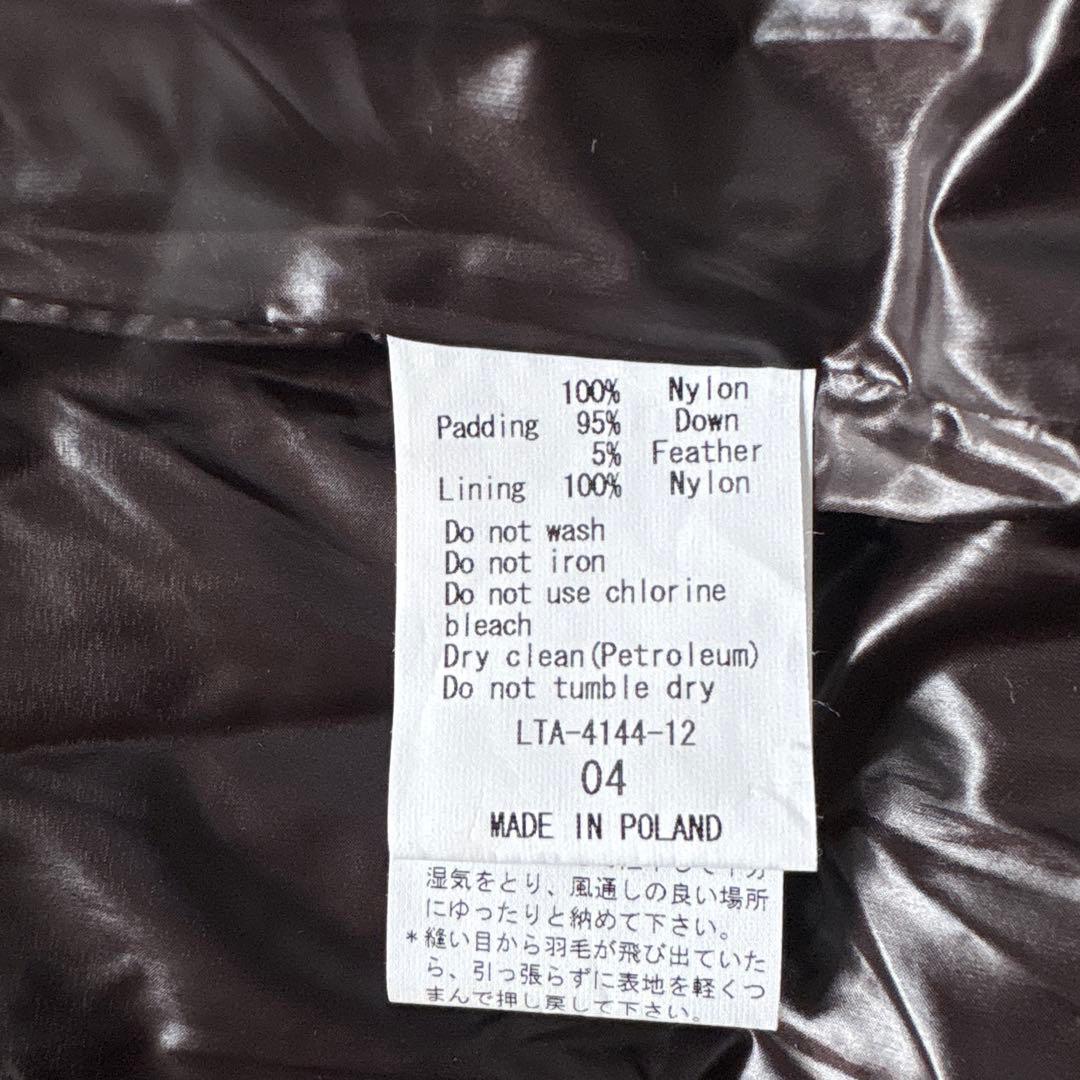 100% Nylon
Padding 95% Down
5% Feather
Lining 100% Nylon
Do not wash
Do not iron
Do not use chlorine
bleach
Dry clean(Petroleum)
Do not tumble dry
LTA-4144-12
04
MADE IN POLAND
湿気をとり、風通しの良い場所
にゆったりと納めて下さい。
*縫い目から羽毛が飛び出ていた
ら、引っ張らずに表地を軽くつ
まんで押し戻して下さい。